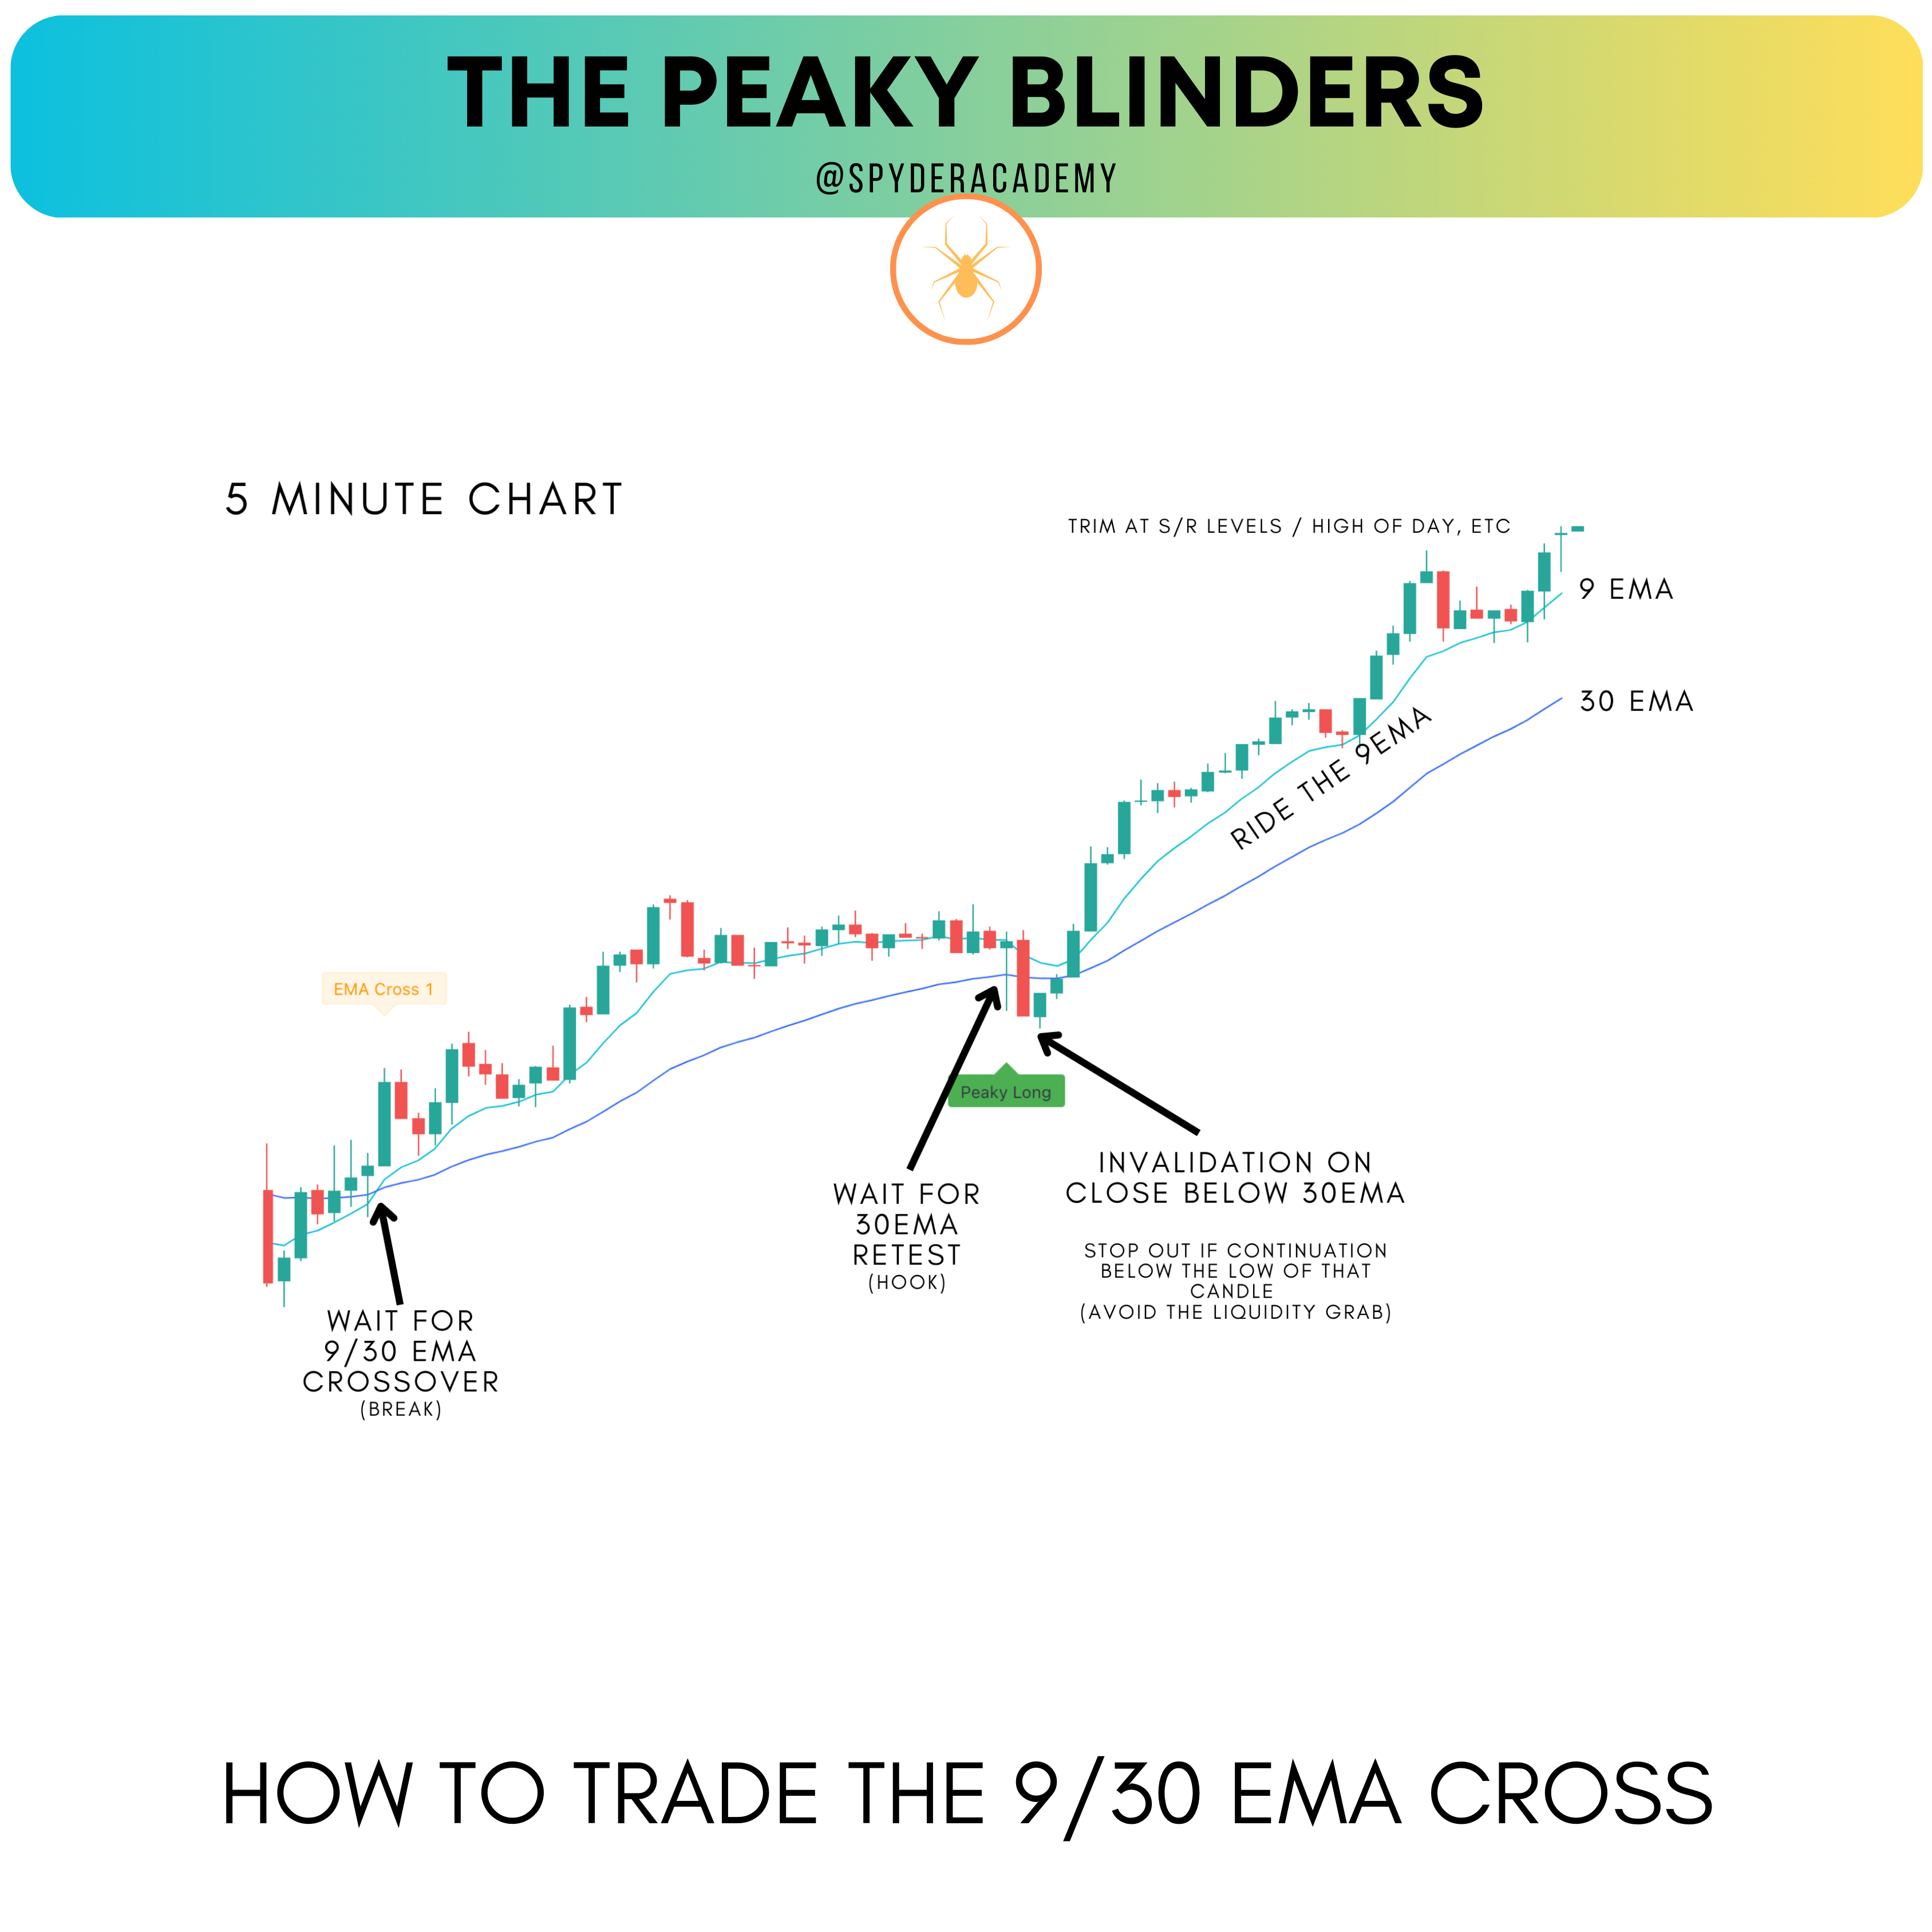 THE PEAKY BLINDERS
@SPYDERACADEMY
5 MINUTE CHART
TRIM AT S/R LEVELS / HIGH OF DAY, ETC
9 EMA
30 EMA
RIDE THE 9EMA
EMA Cross 1
Peaky Long
WAIT FOR
9/30 EMA
CROSSOVER
(BREAK)
WAIT FOR
30EMA
RETEST
(HOOK)
INVALIDATION ON
CLOSE BELOW 30EMA
STOP OUT IF CONTINUATION
BELOW THE LOW OF THAT
CANDLE
(AVOID THE LIQUIDITY GRAB)
HOW TO TRADE THE 9/30 EMA CROSS